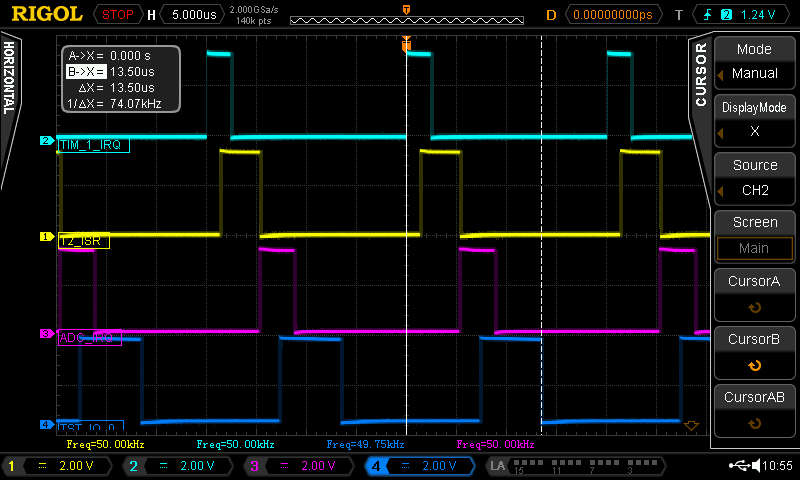 RIGOL STOP H 5.000us 2.000GSa/s 140k pts D 0.00000000ps T 2 1.24 V
HORIZONTAL
CURSOR
A->X = 0.000 s
B->X = 13.50us
ΔX = 13.50us
1/ΔX = 74.07kHz
2 TIM_1_IRQ
1 T2_ISR
3 ADC_IRQ
4 TST_IO_0
Freq=50.00kHz Freq=50.00kHz Freq=49.75kHz Freq=50.00kHz
Mode
Manual
DisplayMode
X
Source
CH2
Screen
Main
CursorA
CursorB
CursorAB
1 2.00 V 2 2.00 V 3 2.00 V 4 2.00 V LA 15 11 7 3 10:55